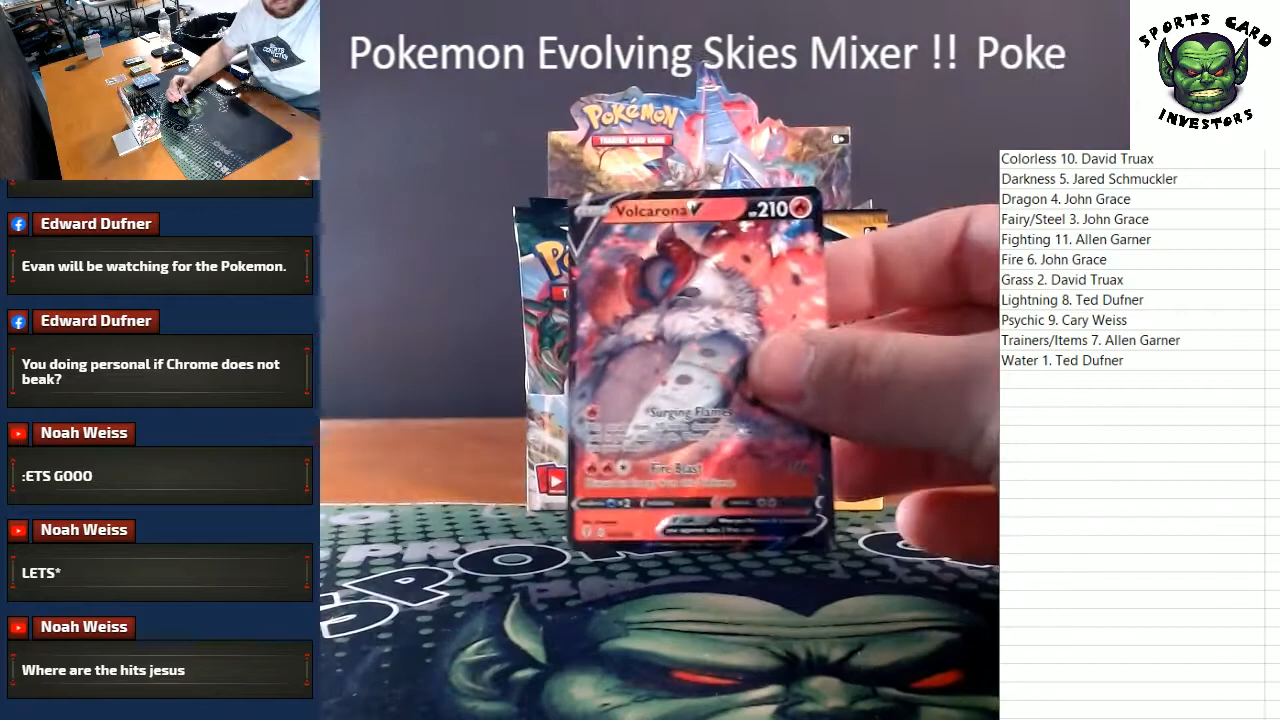 Pokemon Evolving Skies Mixer !! Poke
SPORTS CARD
INVESTORS
Edward Dufner
Evan will be watching for the Pokemon.
Edward Dufner
You doing personal if Chrome does not
beak?
Noah Weiss
:ETS GOOO
Noah Weiss
LETS*
Noah Weiss
Where are the hits jesus
POKÉMON
TRADING CARD GAME
Volcarona V
210
Surging Flames
Fire Blast
×2
Colorless 10. David Truax
Darkness 5. Jared Schmuckler
Dragon 4. John Grace
Fairy/Steel 3. John Grace
Fighting 11. Allen Garner
Fire 6. John Grace
Grass 2. David Truax
Lightning 8. Ted Dufner
Psychic 9. Cary Weiss
Trainers/Items 7. Allen Garner
Water 1. Ted Dufner